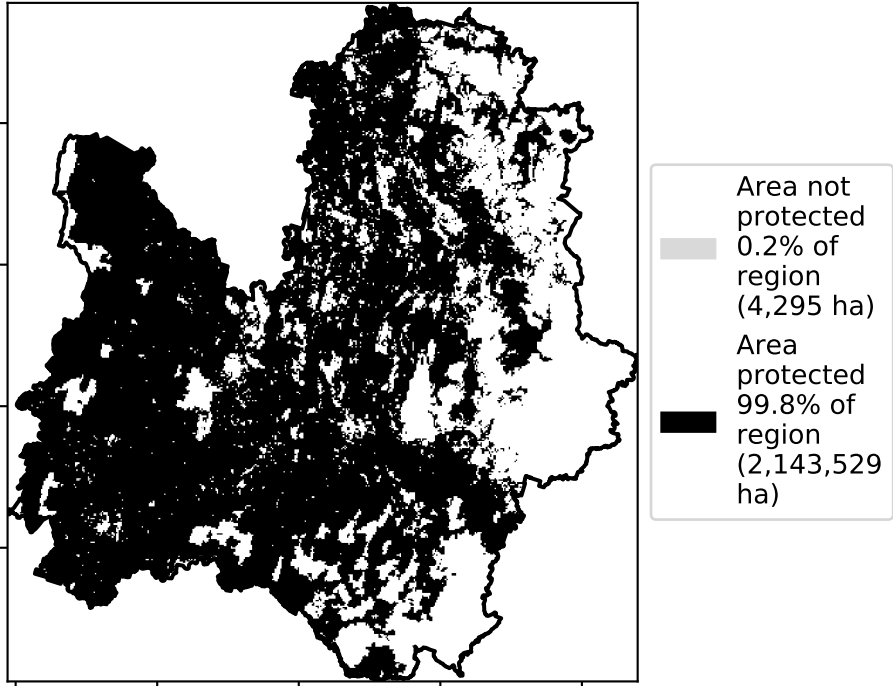 Area not
protected
0.2% of
region
(4,295 ha)
Area
protected
99.8% of
region
(2,143,529
ha)